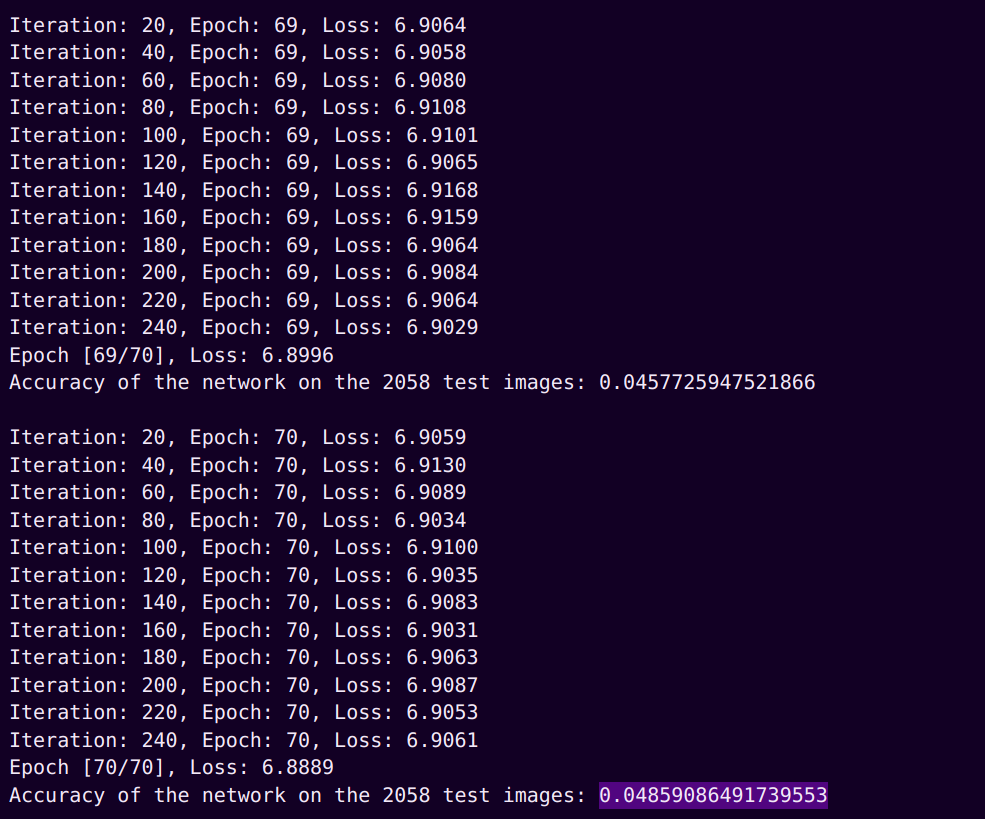 Iteration: 20, Epoch: 69, Loss: 6.9064
Iteration: 40, Epoch: 69, Loss: 6.9058
Iteration: 60, Epoch: 69, Loss: 6.9080
Iteration: 80, Epoch: 69, Loss: 6.9108
Iteration: 100, Epoch: 69, Loss: 6.9101
Iteration: 120, Epoch: 69, Loss: 6.9065
Iteration: 140, Epoch: 69, Loss: 6.9168
Iteration: 160, Epoch: 69, Loss: 6.9159
Iteration: 180, Epoch: 69, Loss: 6.9064
Iteration: 200, Epoch: 69, Loss: 6.9084
Iteration: 220, Epoch: 69, Loss: 6.9064
Iteration: 240, Epoch: 69, Loss: 6.9029
Epoch [69/70], Loss: 6.8996
Accuracy of the network on the 2058 test images: 0.0457725947521866
Iteration: 20, Epoch: 70, Loss: 6.9059
Iteration: 40, Epoch: 70, Loss: 6.9130
Iteration: 60, Epoch: 70, Loss: 6.9089
Iteration: 80, Epoch: 70, Loss: 6.9034
Iteration: 100, Epoch: 70, Loss: 6.9100
Iteration: 120, Epoch: 70, Loss: 6.9035
Iteration: 140, Epoch: 70, Loss: 6.9083
Iteration: 160, Epoch: 70, Loss: 6.9031
Iteration: 180, Epoch: 70, Loss: 6.9063
Iteration: 200, Epoch: 70, Loss: 6.9087
Iteration: 220, Epoch: 70, Loss: 6.9053
Iteration: 240, Epoch: 70, Loss: 6.9061
Epoch [70/70], Loss: 6.8889
Accuracy of the network on the 2058 test images: 0.04859086491739553